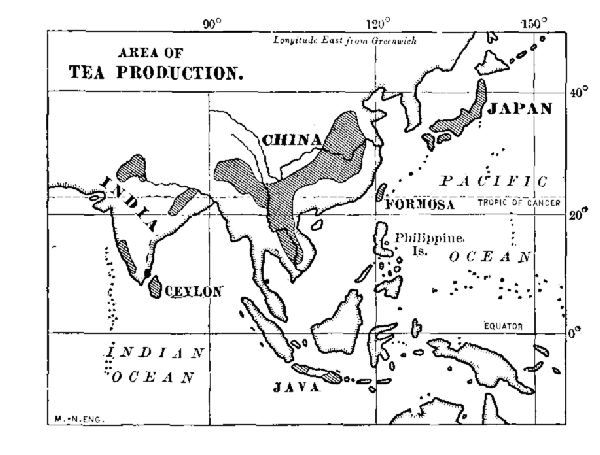 90° 120° 150°
Longitude East from Greenwich
AREA OF
TEA PRODUCTION.
40°
JAPAN
CHINA
INDIA
PACIFIC
FORMOSA
TROPIC OF CANCER
20°
Philippine
Is.
OCEAN
CEYLON
EQUATOR
0°
INDIAN
OCEAN
JAVA
M.-N.ENG.